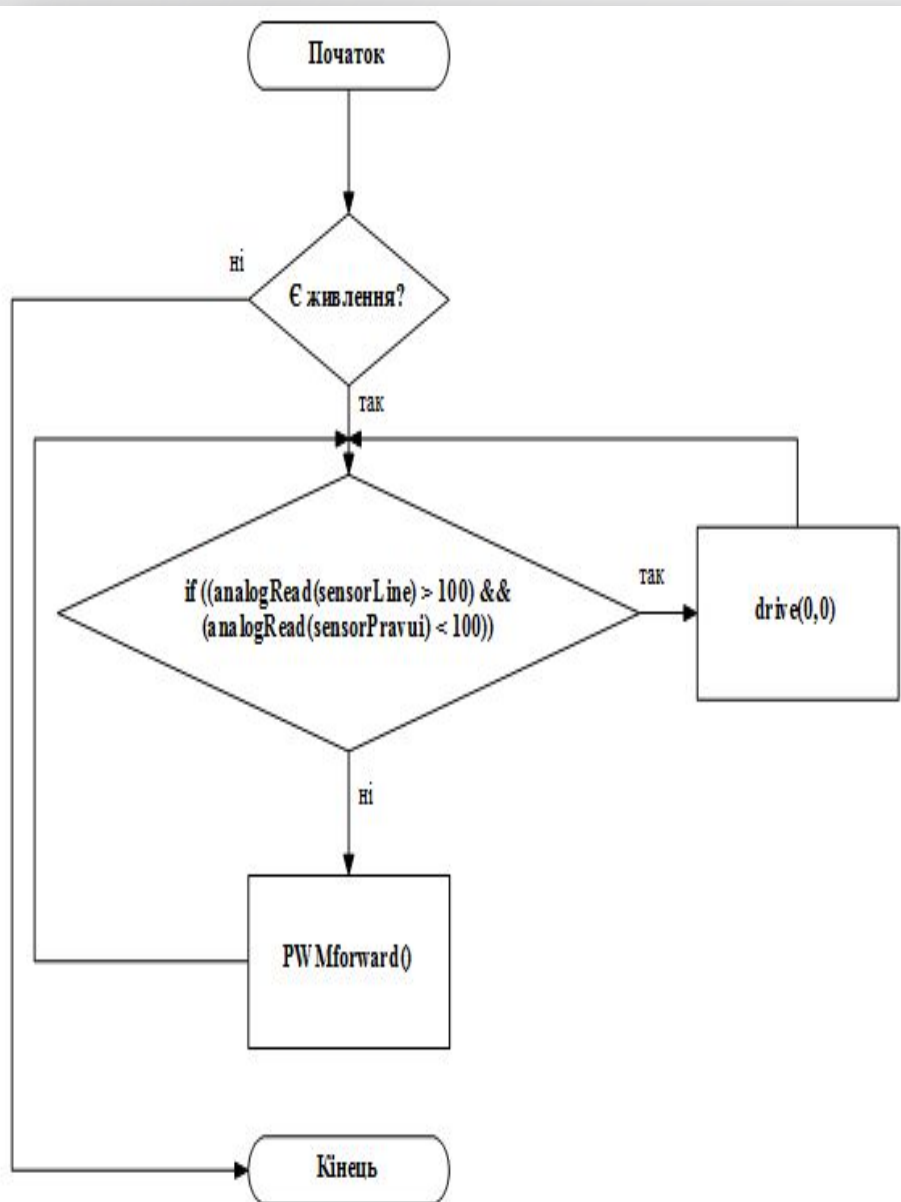 Початок
ні
Є живлення?
так
if ((analogRead(sensorLine) > 100) &&
(analogRead(sensorPravui) < 100))
так
drive(0,0)
ні
PWMforward()
Кінець